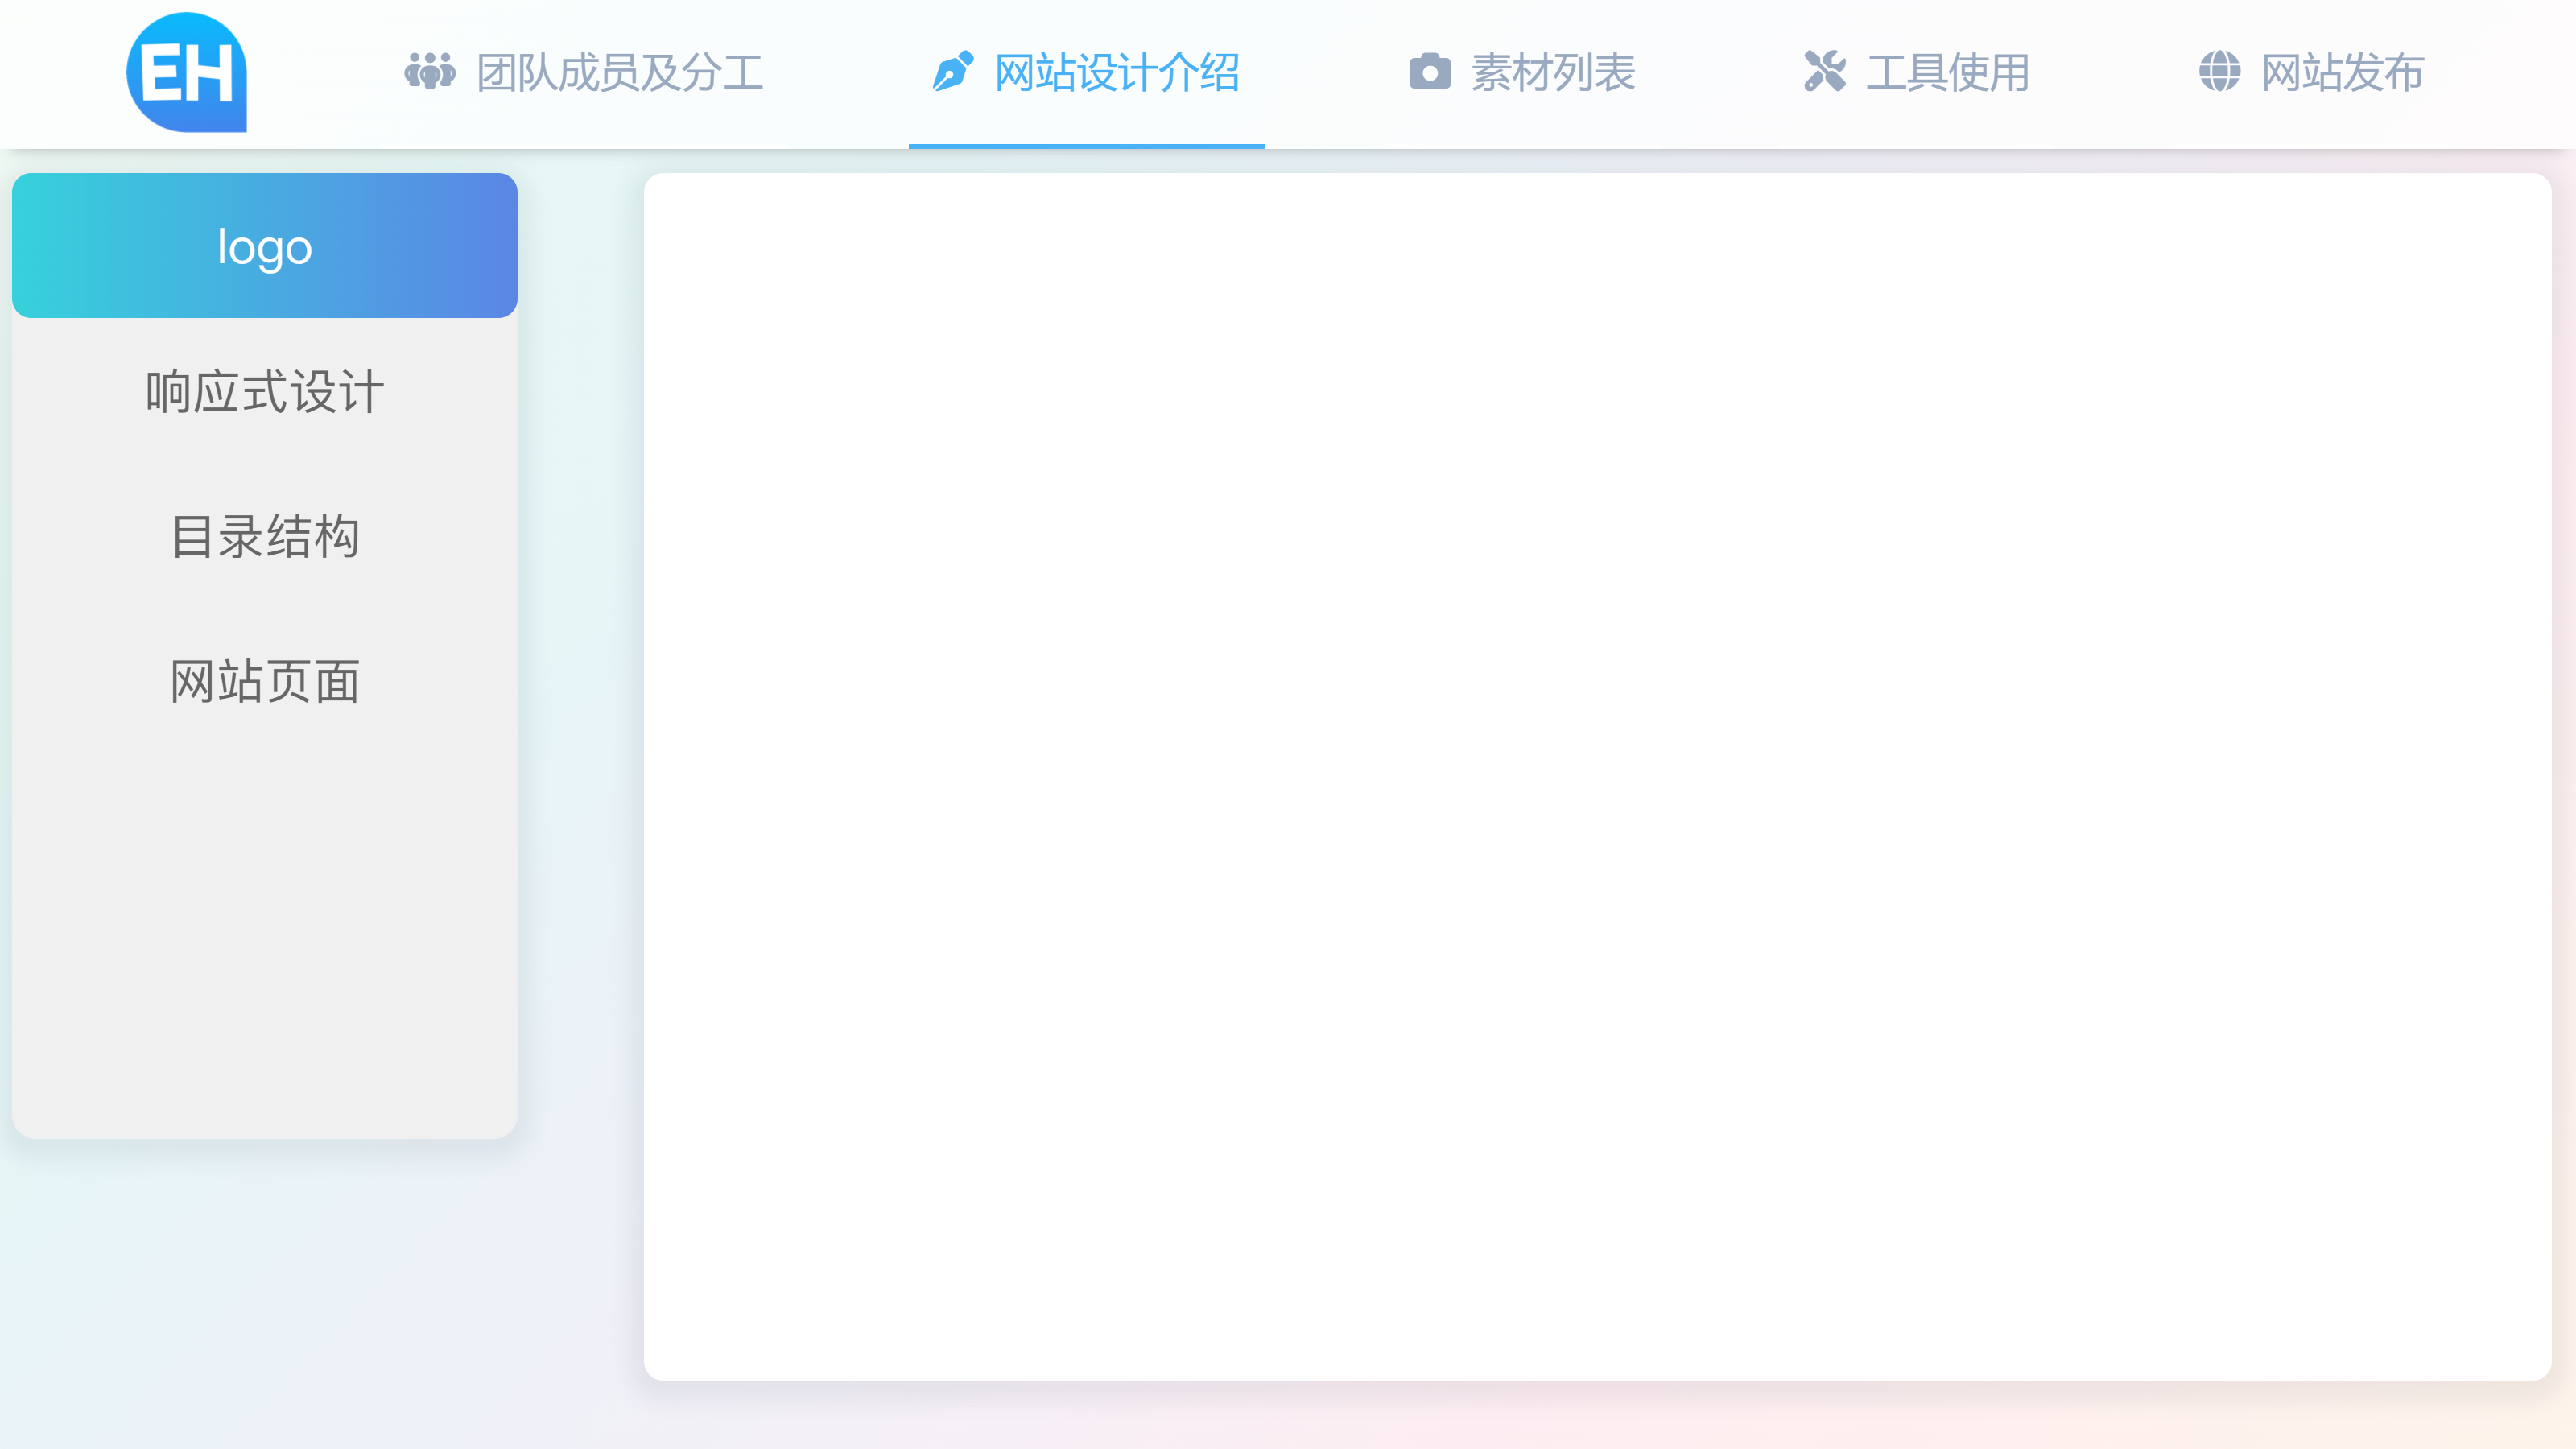 EH
团队成员及分工
网站设计介绍
素材列表
工具使用
网站发布
logo
响应式设计
目录结构
网站页面